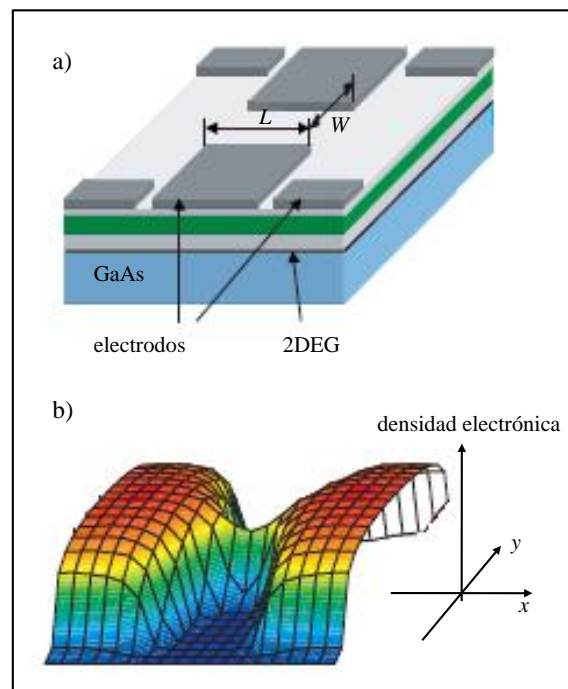 a)
L
W
GaAs
electrodos
2DEG
b)
densidad electrónica
y
x